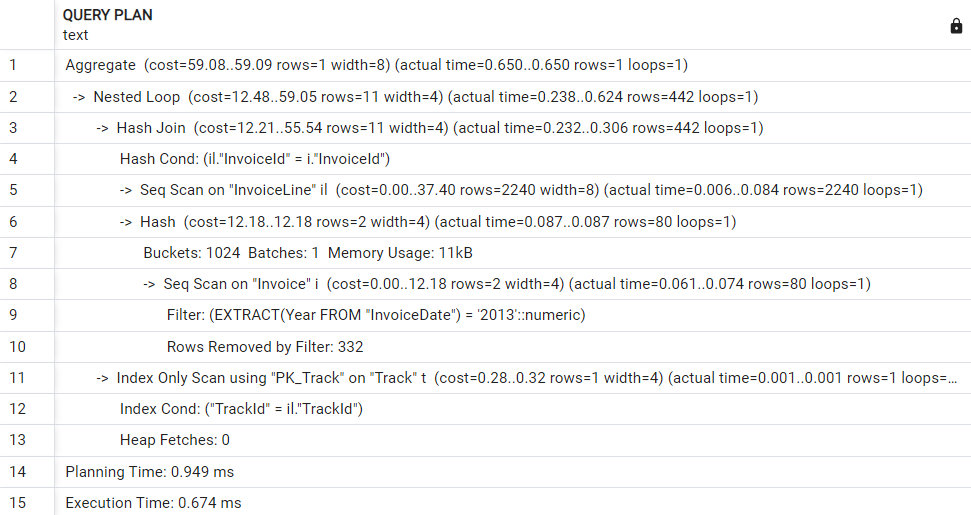 QUERY PLAN
text
1 Aggregate (cost=59.08..59.09 rows=1 width=8) (actual time=0.650..0.650 rows=1 loops=1)
2 -> Nested Loop (cost=12.48..59.05 rows=11 width=4) (actual time=0.238..0.624 rows=442 loops=1)
3 -> Hash Join (cost=12.21..55.54 rows=11 width=4) (actual time=0.232..0.306 rows=442 loops=1)
4 Hash Cond: (il."InvoiceId" = i."InvoiceId")
5 -> Seq Scan on "InvoiceLine" il (cost=0.00..37.40 rows=2240 width=8) (actual time=0.006..0.084 rows=2240 loops=1)
6 -> Hash (cost=12.18..12.18 rows=2 width=4) (actual time=0.087..0.087 rows=80 loops=1)
7 Buckets: 1024 Batches: 1 Memory Usage: 11kB
8 -> Seq Scan on "Invoice" i (cost=0.00..12.18 rows=2 width=4) (actual time=0.061..0.074 rows=80 loops=1)
9 Filter: (EXTRACT(Year FROM "InvoiceDate") = '2013'::numeric)
10 Rows Removed by Filter: 332
11 -> Index Only Scan using "PK_Track" on "Track" t (cost=0.28..0.32 rows=1 width=4) (actual time=0.001..0.001 rows=1 loops=...
12 Index Cond: ("TrackId" = il."TrackId")
13 Heap Fetches: 0
14 Planning Time: 0.949 ms
15 Execution Time: 0.674 ms